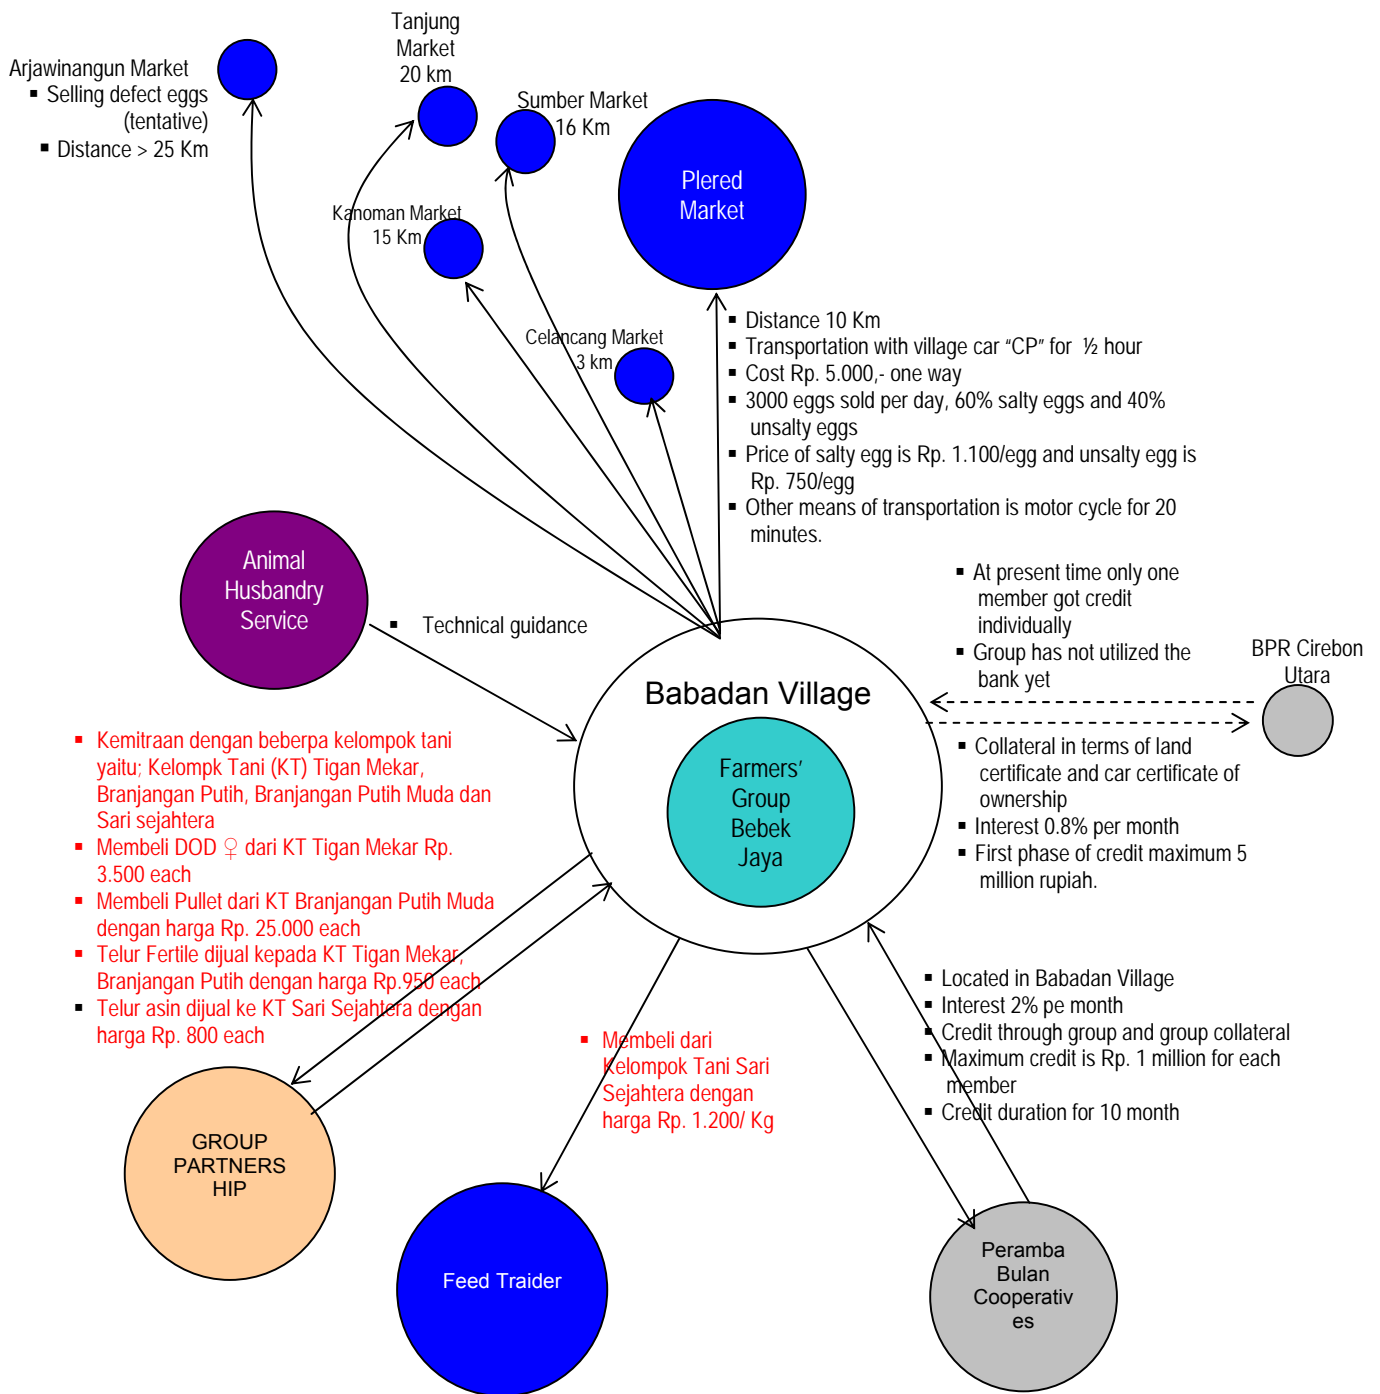 Tanjung
Market
20 km
Arjawinangun Market
▪ Selling defect eggs
(tentative)
▪ Distance > 25 Km
Sumber Market
16 Km
Plered
Market
Kanoman Market
15 Km
Celancang Market
3 km
▪ Distance 10 Km
▪ Transportation with village car “CP” for ½ hour
▪ Cost Rp. 5.000,- one way
▪ 3000 eggs sold per day, 60% salty eggs and 40%
unsalty eggs
▪ Price of salty egg is Rp. 1.100/egg and unsalty egg is
Rp. 750/egg
▪ Other means of transportation is motor cycle for 20
minutes.
Animal
Husbandry
Service
▪ Technical guidance
▪ At present time only one
member got credit
individually
▪ Group has not utilized the
bank yet
BPR Cirebon
Utara
Babadan Village
Farmers’
Group
Bebek
Jaya
▪ Collateral in terms of land
certificate and car certificate of
ownership
▪ Interest 0.8% per month
▪ First phase of credit maximum 5
million rupiah.
▪ Kemitraan dengan beberpa kelompok tani
yaitu; Kelompk Tani (KT) Tigan Mekar,
Branjangan Putih, Branjangan Putih Muda dan
Sari sejahtera
▪ Membeli DOD ♀ dari KT Tigan Mekar Rp.
3.500 each
▪ Membeli Pullet dari KT Branjangan Putih Muda
dengan harga Rp. 25.000 each
▪ Telur Fertile dijual kepada KT Tigan Mekar,
Branjangan Putih dengan harga Rp.950 each
▪ Telur asin dijual ke KT Sari Sejahtera dengan
harga Rp. 800 each
▪ Membeli dari
Kelompok Tani Sari
Sejahtera dengan
harga Rp. 1.200/ Kg
▪ Located in Babadan Village
▪ Interest 2% pe month
▪ Credit through group and group collateral
▪ Maximum credit is Rp. 1 million for each
member
▪ Credit duration for 10 month
GROUP
PARTNERS
HIP
Feed Traider
Peramba
Bulan
Cooperativ
es